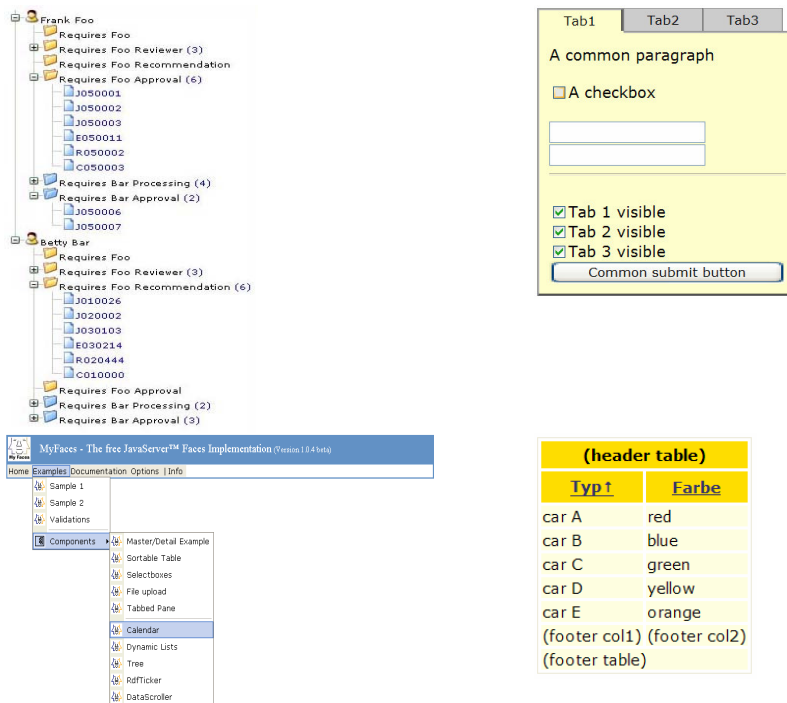 Frank Foo
Requires Foo
Requires Foo Reviewer (3)
Requires Foo Recommendation
Requires Foo Approval (6)
J050001
J050002
J050003
E050011
R050002
C050003
Requires Bar Processing (4)
Requires Bar Approval (2)
J050006
J050007
Betty Bar
Requires Foo
Requires Foo Reviewer (3)
Requires Foo Recommendation (6)
J010026
J020002
J030103
E030214
R020444
C010000
Requires Foo Approval
Requires Bar Processing (2)
Requires Bar Approval (3)
Tab1 Tab2 Tab3
A common paragraph
A checkbox
Tab 1 visible
Tab 2 visible
Tab 3 visible
Common submit button
My Faces
MyFaces - The free JavaServer™ Faces Implementation (Version 1.0.4 beta)
Home Examples Documentation Options | Info
Sample 1
Sample 2
Validations
Components
Master/Detail Example
Sortable Table
Selectboxes
File upload
Tabbed Pane
Calendar
Dynamic Lists
Tree
RdfTicker
DataScroller
(header table)
Typ↑ Farbe
car A red
car B blue
car C green
car D yellow
car E orange
(footer col1) (footer col2)
(footer table)